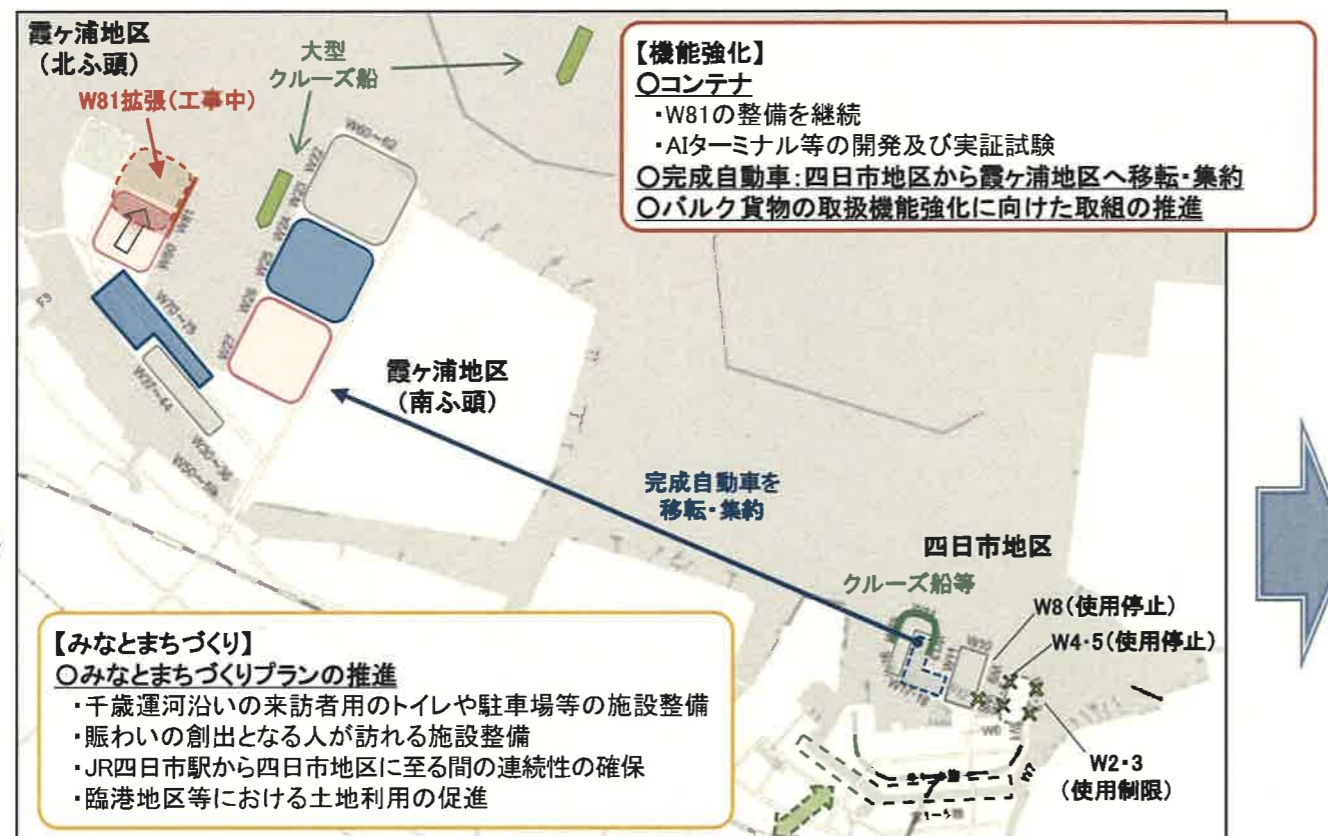 霞ヶ浦地区
(北ふ頭)
W81拡張(工事中)
大型
クルーズ船
【機能強化】
○コンテナ
・W81の整備を継続
・AIターミナル等の開発及び実証試験
○完成自動車:四日市地区から霞ヶ浦地区へ移転・集約
○バルク貨物の取扱機能強化に向けた取組の推進
W81
W80
W26
W27
F9
霞ヶ浦地区
(南ふ頭)
完成自動車を
移転・集約
四日市地区
クルーズ船等
W8(使用停止)
W4・5(使用停止)
W10
W7
W2・3
(使用制限)
【みなとまちづくり】
○みなとまちづくりプランの推進
・千歳運河沿いの来訪者用のトイレや駐車場等の施設整備
・賑わいの創出となる人が訪れる施設整備
・JR四日市駅から四日市地区に至る間の連続性の確保
・臨港地区等における土地利用の促進